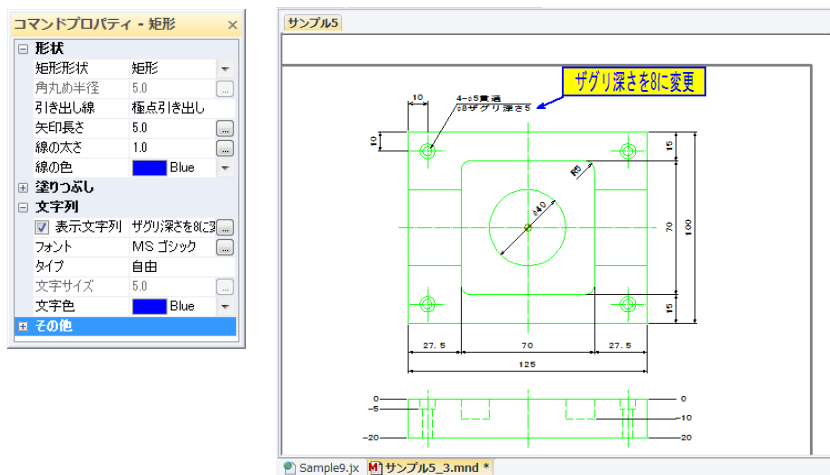 コマンドプロパティ - 矩形
形状
矩形形状 矩形
角丸め半径 5.0
引き出し線 極点引き出し
矢印長さ 5.0
線の太さ 1.0
線の色 Blue
塗りつぶし
文字列
表示文字列 ザグリ深さを8に変
フォント MS ゴシック
タイプ 自由
文字サイズ 5.0
文字色 Blue
その他
サンプル5
ザグリ深さを8に変更
10
4-φ5貫通
φ8ザグリ深さ5
10
15
R5
φ40
70
100
15
27.5
70
27.5
125
0
0
-5
-10
-20
-20
Sample9.jx
サンプル5_3.mnd *